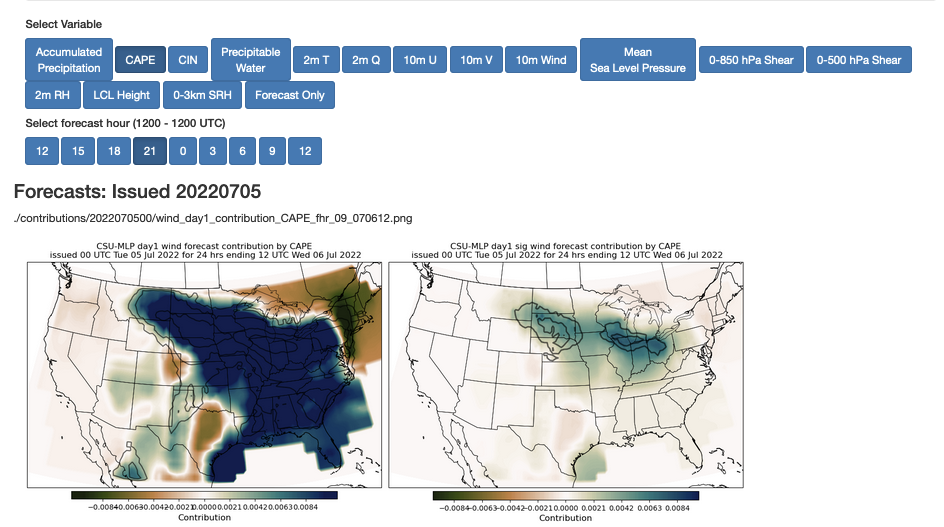 Select Variable
Accumulated Precipitation CAPE CIN Precipitable Water 2m T 2m Q 10m U 10m V 10m Wind Mean Sea Level Pressure 0-850 hPa Shear 0-500 hPa Shear
2m RH LCL Height 0-3km SRH Forecast Only
Select forecast hour (1200 - 1200 UTC)
12 15 18 21 0 3 6 9 12
Forecasts: Issued 20220705
./contributions/2022070500/wind_day1_contribution_CAPE_fhr_09_070612.png
CSU-MLP day1 wind forecast contribution by CAPE
issued 00 UTC Tue 05 Jul 2022 for 24 hrs ending 12 UTC Wed 06 Jul 2022
−0.0084−0.0063−0.0042−0.0021 0.0000 0.0021 0.0042 0.0063 0.0084
Contribution
CSU-MLP day1 sig wind forecast contribution by CAPE
issued 00 UTC Tue 05 Jul 2022 for 24 hrs ending 12 UTC Wed 06 Jul 2022
−0.0084−0.0063−0.0042−0.0021 0.0000 0.0021 0.0042 0.0063 0.0084
Contribution